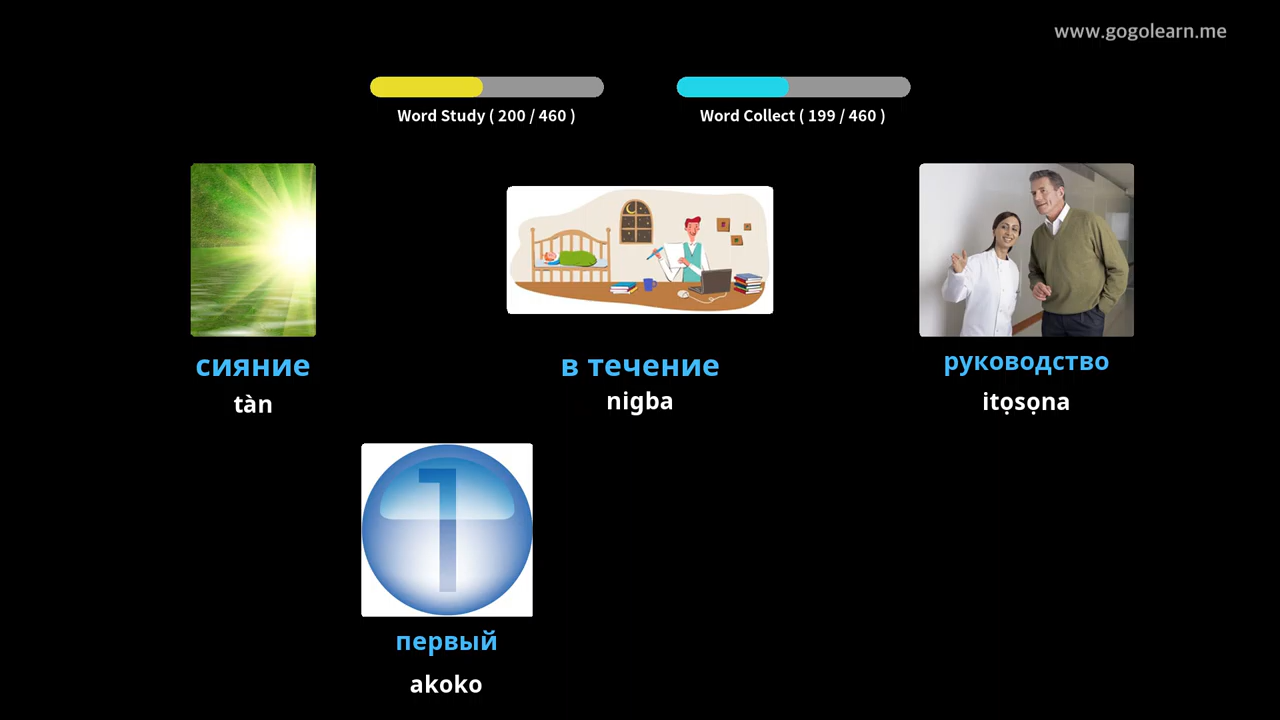 www.gogolearn.me
Word Study ( 200 / 460 )
Word Collect ( 199 / 460 )
сияние
tàn
в течение
nigba
руководство
itọsọna
1
первый
akoko